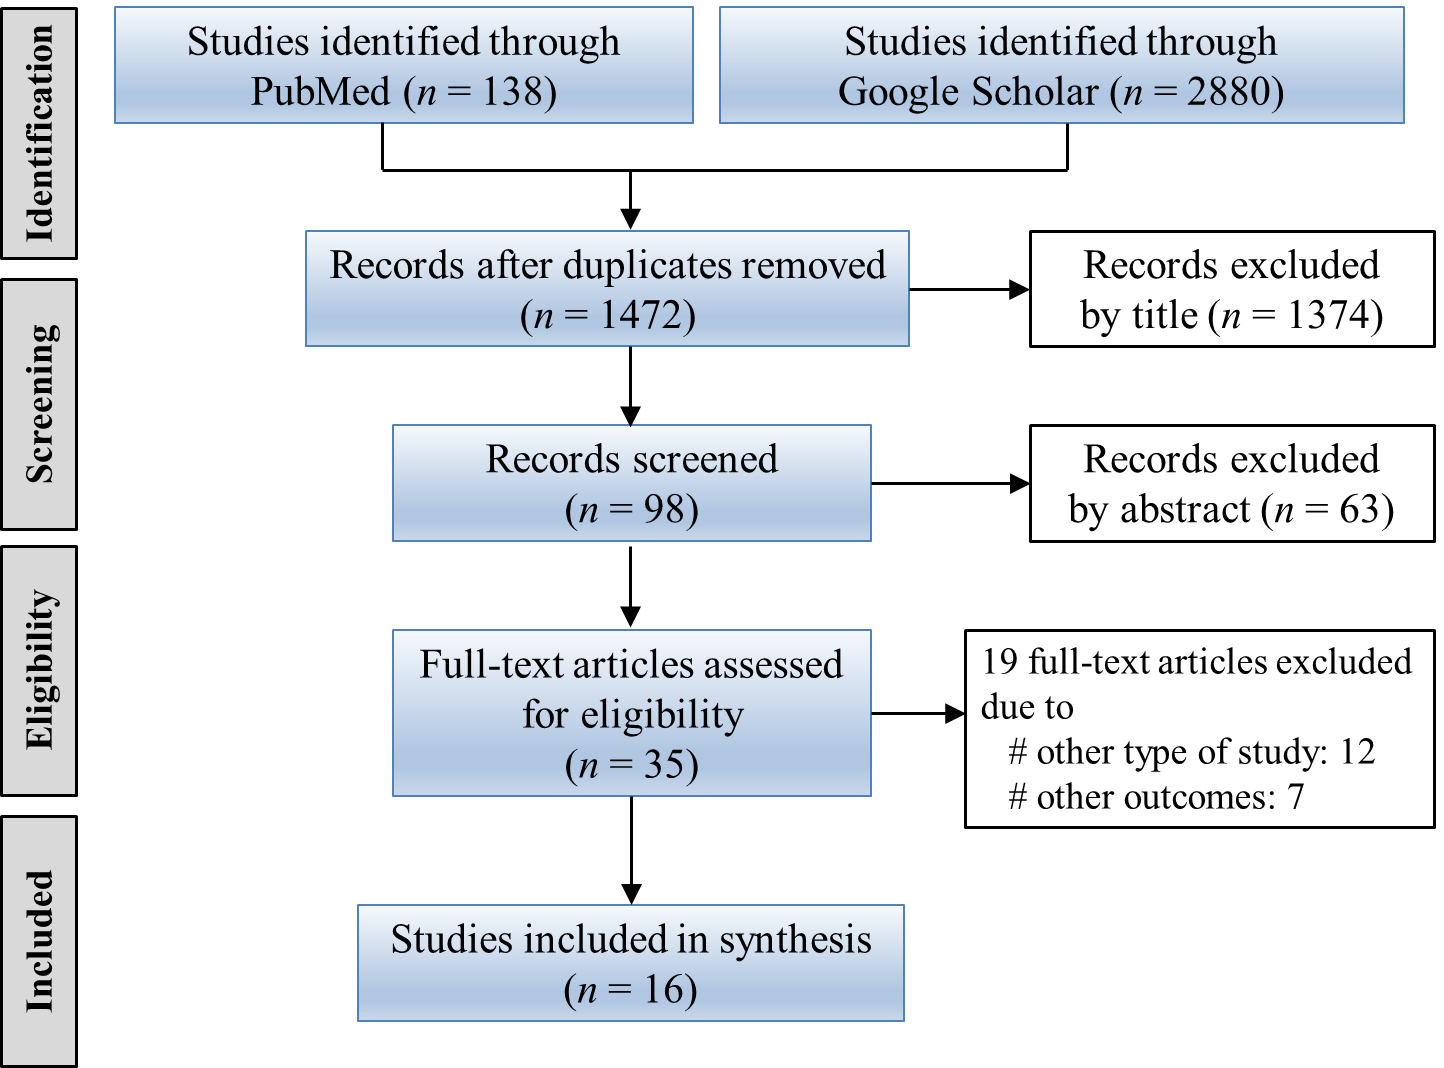 Identification
Studies identified through
PubMed (n = 138)
Studies identified through
Google Scholar (n = 2880)
Records after duplicates removed
(n = 1472)
Records excluded
by title (n = 1374)
Screening
Records screened
(n = 98)
Records excluded
by abstract (n = 63)
Eligibility
Full-text articles assessed
for eligibility
(n = 35)
19 full-text articles excluded
due to
# other type of study: 12
# other outcomes: 7
Included
Studies included in synthesis
(n = 16)